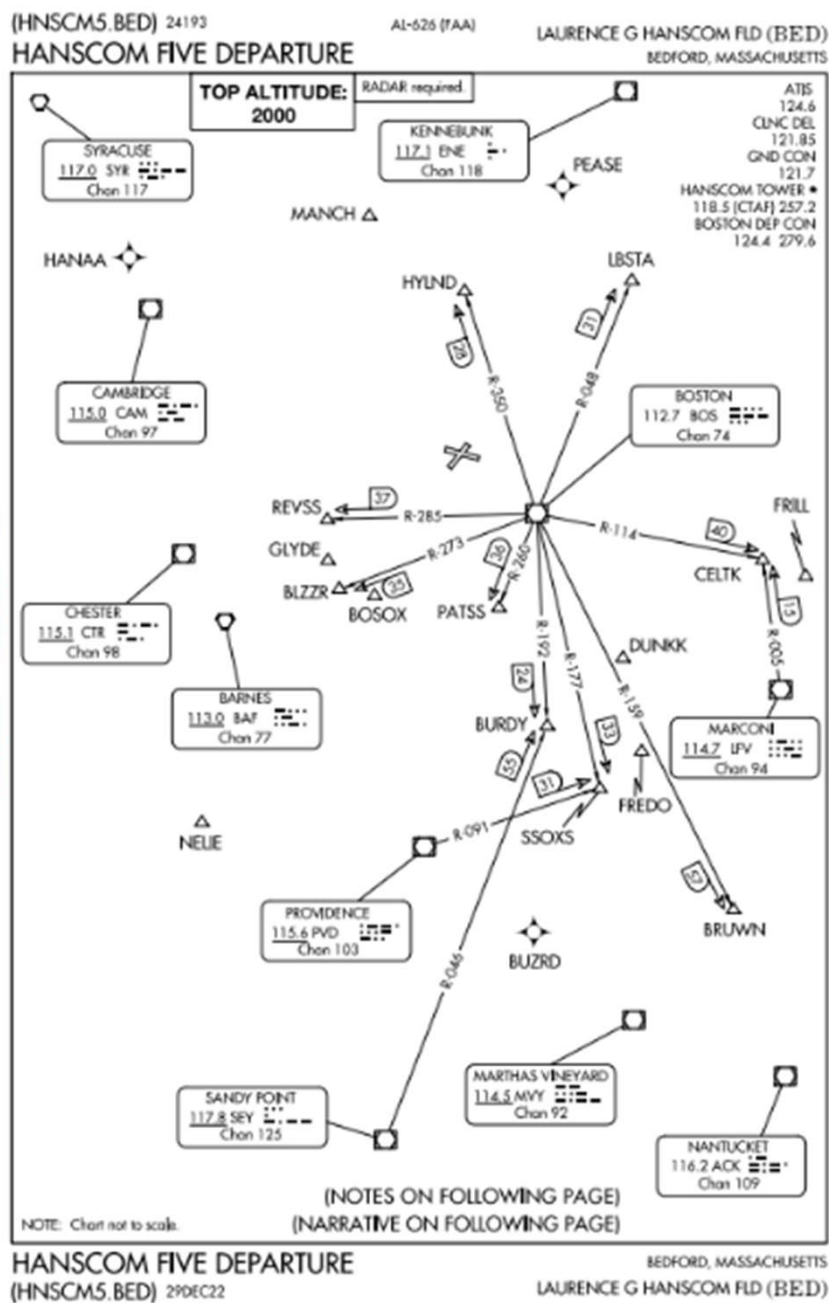 (HNSCM5.BED) 24193
AL-626 (FAA)
LAURENCE G HANSCOM FLD (BED)
HANSCOM FIVE DEPARTURE
BEDFORD, MASSACHUSETTS
TOP ALTITUDE:
2000
RADAR required.
ATIS
124.6
CLNC DEL
121.85
GND CON
121.7
HANSCOM TOWER
118.5 (CTAF) 257.2
BOSTON DEP CON
124.4 279.6
SYRACUSE
117.0 SYR
Chan 117
KENNEBUNK
117.1 ENE
Chan 118
PEASE
MANCH
HANAA
HYLND
LBSTA
28
31
R-350
R-048
CAMBRIDGE
115.0 CAM
Chan 97
BOSTON
112.7 BOS
Chan 74
REVSS
37
R-285
GLYDE
R-273
BLZZR
35
BOSOX
36
R-260
PATSS
R-114
40
FRILL
CELTK
15
R-005
CHESTER
115.1 CTR
Chan 98
BARNES
113.0 BAF
Chan 77
R-192
R-177
DUNKK
R-159
24
BURDY
33
55
31
MARCONI
114.7 LFV
Chan 94
FREDO
SSOXS
R-091
NELIE
57
BRUWN
PROVIDENCE
115.6 PVD
Chan 103
BUZRD
R-046
MARTHAS VINEYARD
114.5 MVY
Chan 92
SANDY POINT
117.8 SEY
Chan 125
NANTUCKET
116.2 ACK
Chan 109
(NOTES ON FOLLOWING PAGE)
NOTE: Chart not to scale.
(NARRATIVE ON FOLLOWING PAGE)
HANSCOM FIVE DEPARTURE
BEDFORD, MASSACHUSETTS
(HNSCM5.BED) 29DEC22
LAURENCE G HANSCOM FLD (BED)